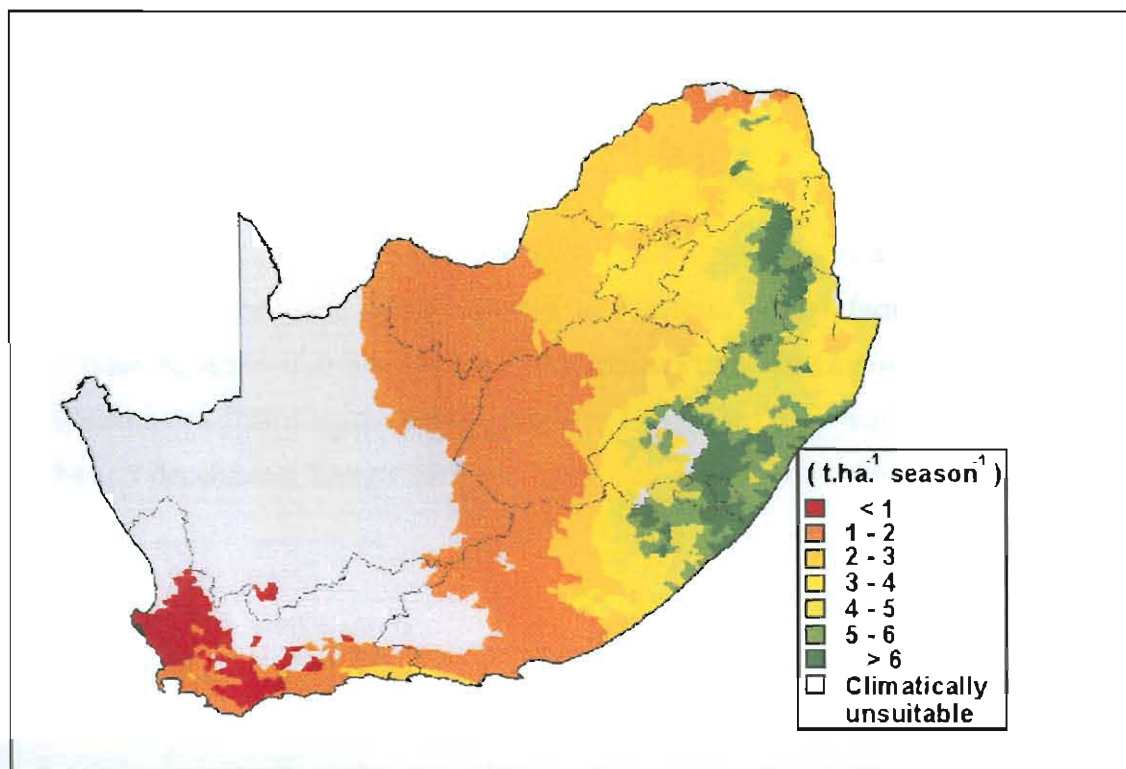 (t.ha.⁻¹ season⁻¹)
< 1
1 - 2
2 - 3
3 - 4
4 - 5
5 - 6
> 6
Climatically
unsuitable